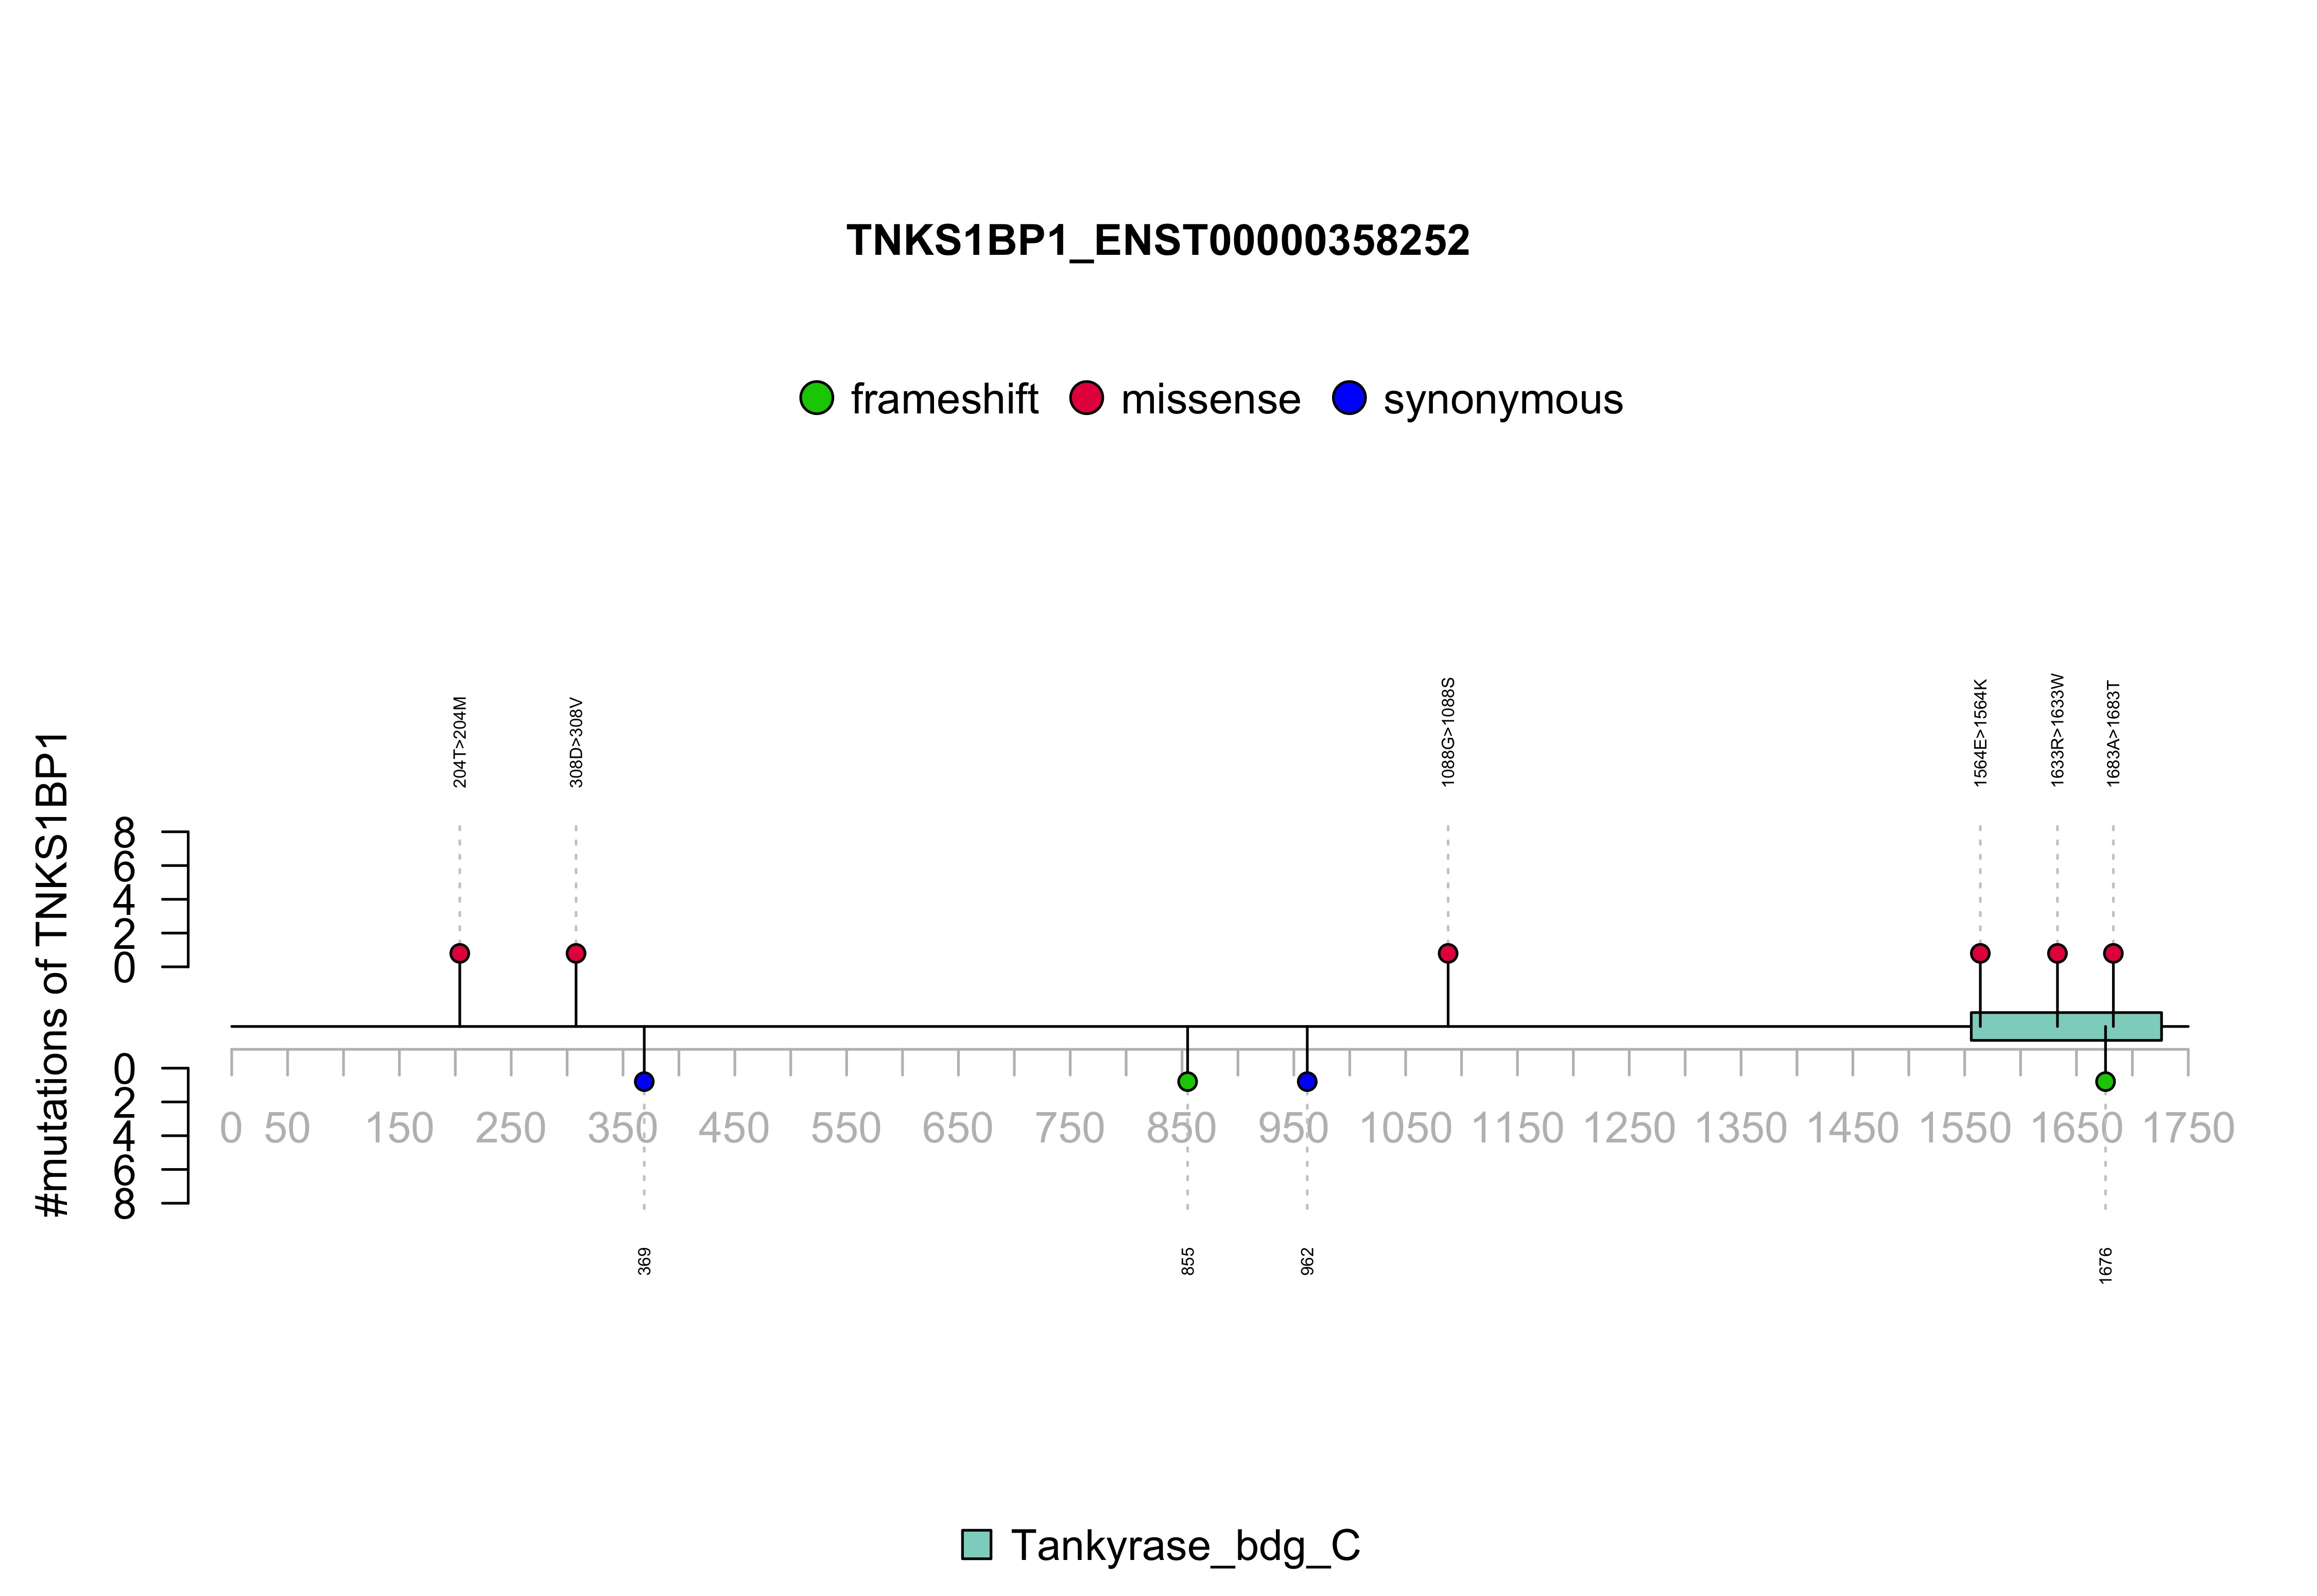 TNKS1BP1_ENST00000358252
frameshift missense synonymous
204T>204M
308D>308V
1088G>1088S
1564E>1564K
1633R>1633W
1683A>1683T
#mutations of TNKS1BP1
8
6
4
2
0
0
2
4
6
8
0 50 150 250 350 450 550 650 750 850 950 1050 1150 1250 1350 1450 1550 1650 1750
369
855
962
1676
Tankyrase_bdg_C